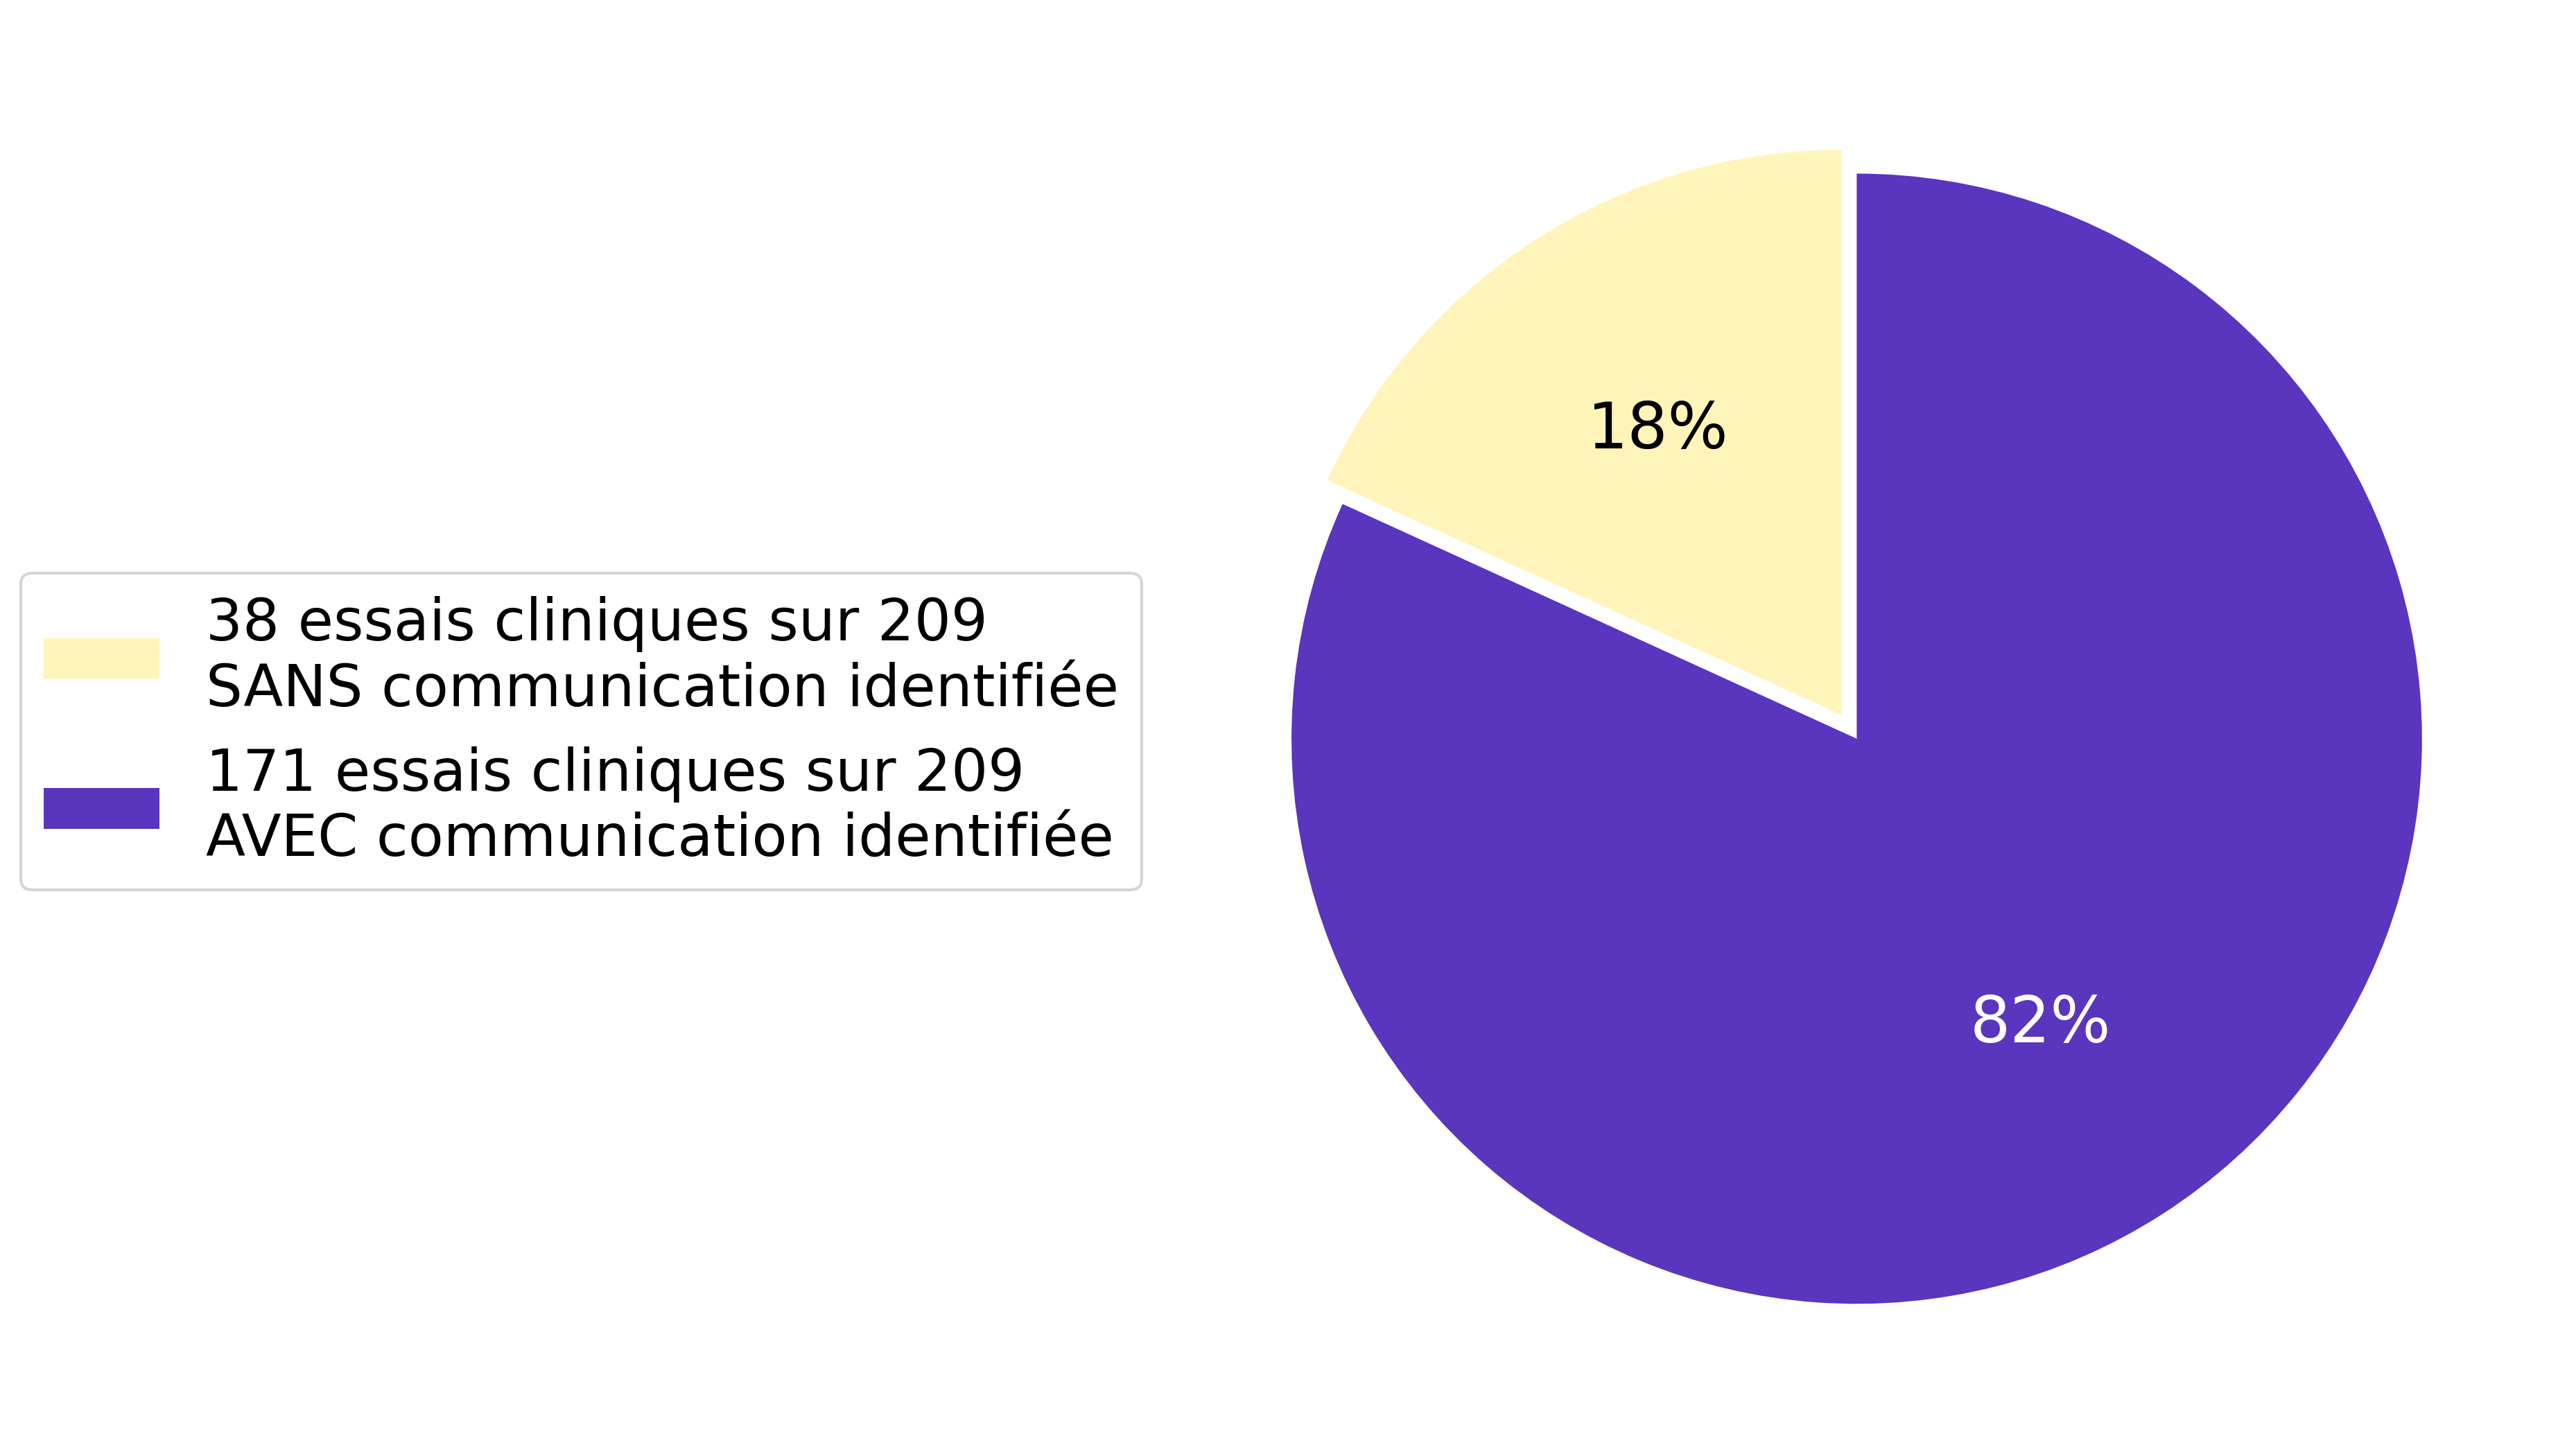 38 essais cliniques sur 209
SANS communication identifiée
171 essais cliniques sur 209
AVEC communication identifiée
18%
82%